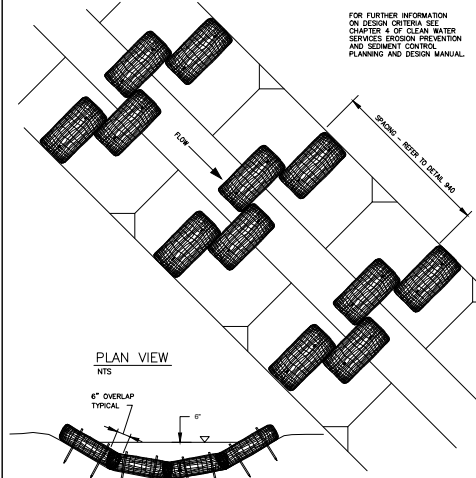 FOR FURTHER INFORMATION
ON DESIGN CRITERIA SEE
CHAPTER 4 OF CLEAN WATER
SERVICES EROSION PREVENTION
AND SEDIMENT CONTROL
PLANNING AND DESIGN MANUAL.
SPACING - REFER TO DETAIL 940
FLOW
PLAN VIEW
NTS
6" OVERLAP
TYPICAL
6"